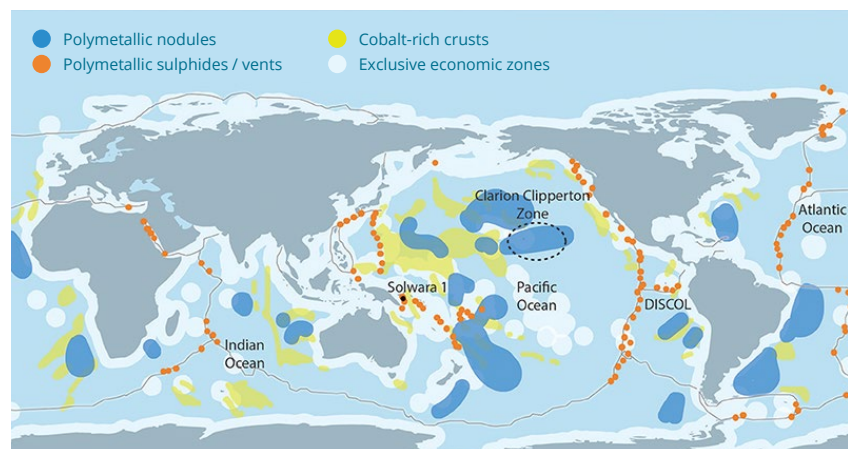 Polymetallic nodules
Cobalt-rich crusts
Polymetallic sulphides / vents
Exclusive economic zones
Clarion Clipperton
Zone
Atlantic
Ocean
Solwara 1
Pacific
Ocean
DISCOL
Indian
Ocean